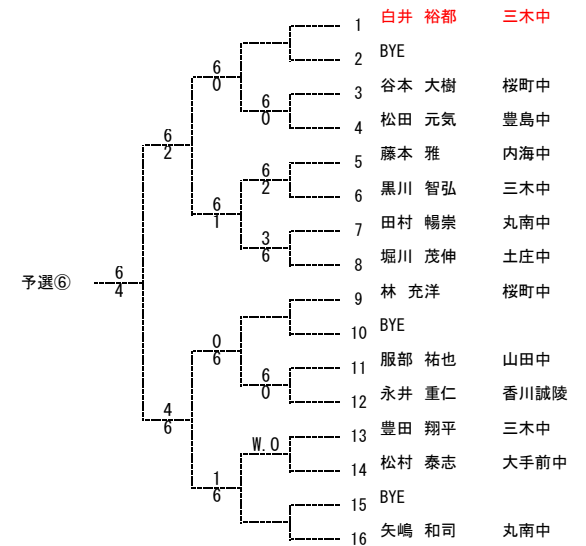 1 白井 裕都 三木中
2 BYE
6
0
3 谷本 大樹 桜町中
6
0
4 松田 元気 豊島中
6
2
5 藤本 雅 内海中
6
2
6 黒川 智弘 三木中
6
1
7 田村 暢崇 丸南中
3
6
8 堀川 茂伸 土庄中
予選⑥
6
4
9 林 充洋 桜町中
10 BYE
0
6
11 服部 祐也 山田中
6
0
12 永井 重仁 香川誠陵
4
6
13 豊田 翔平 三木中
W.O
14 松村 泰志 大手前中
1
6
15 BYE
16 矢嶋 和司 丸南中